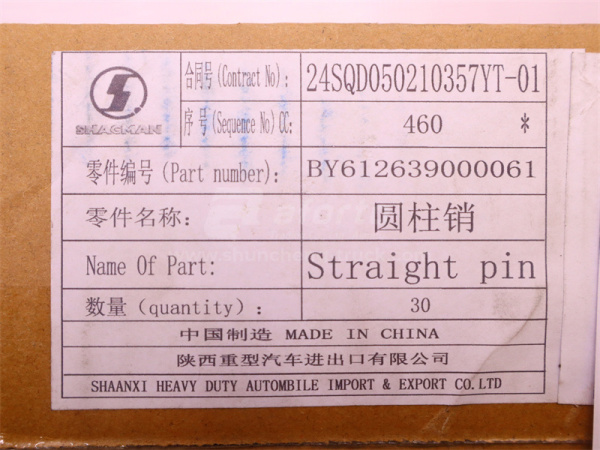 SHACMAN
合同号(Contract No): 24SQD050210357YT-01
序号(Sequence No)CC: 460 *
零件编号(Part number): BY612639000061
零件名称: 圆柱销
Name Of Part: Straight pin
数量(quantity): 30
中国制造 MADE IN CHINA
陕西重型汽车进出口有限公司
SHAANXI HEAVY DUTY AUTOMBILE IMPORT & EXPORT CO.LTD